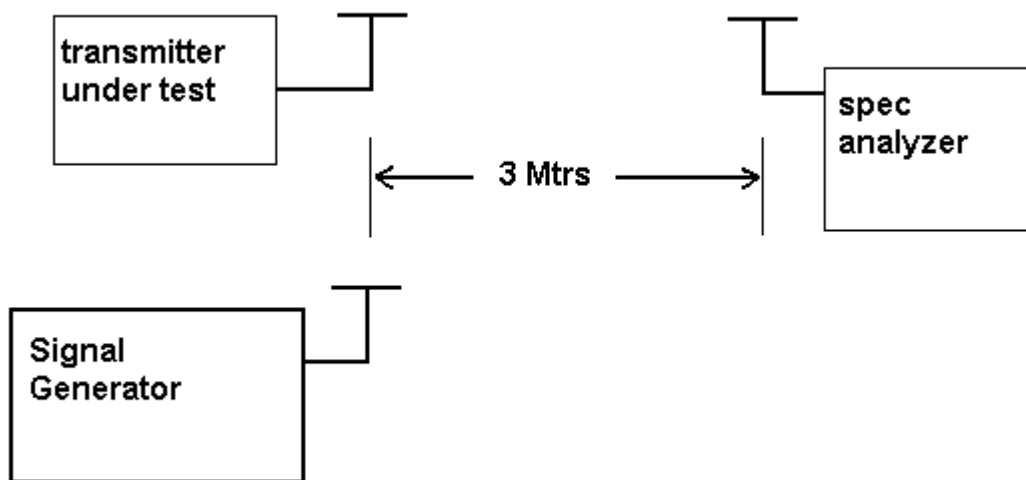 transmitter
under test
spec
analyzer
3 Mtrs
Signal
Generator